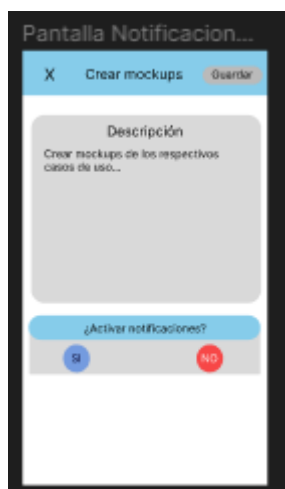 Pantalla Notificacion...
X Crear mockups Guardar
Descripción
Crear mockups de los respectivos
casos de uso...
¿Activar notificaciones?
SI NO